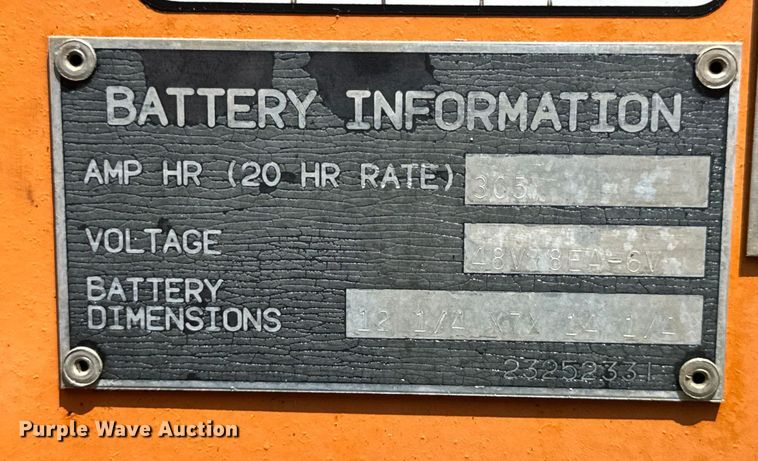 BATTERY INFORMATION
AMP HR (20 HR RATE) 305
VOLTAGE 48V 8EA-6V
BATTERY
DIMENSIONS 12 1/4 X7X 14 1/4
23252331
Purple Wave Auction